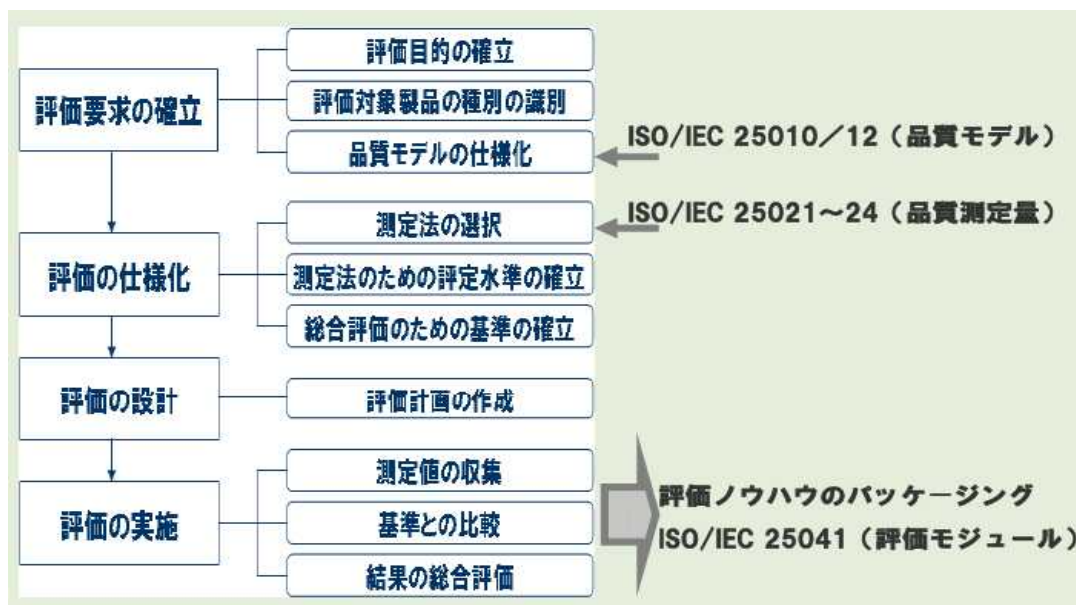 評価要求の確立
評価目的の確立
評価対象製品の種別の識別
品質モデルの仕様化
ISO/IEC 25010／12（品質モデル）
評価の仕様化
測定法の選択
ISO/IEC 25021～24（品質測定量）
測定法のための評定水準の確立
総合評価のための基準の確立
評価の設計
評価計画の作成
評価の実施
測定値の収集
基準との比較
結果の総合評価
評価ノウハウのパッケージング
ISO/IEC 25041（評価モジュール）